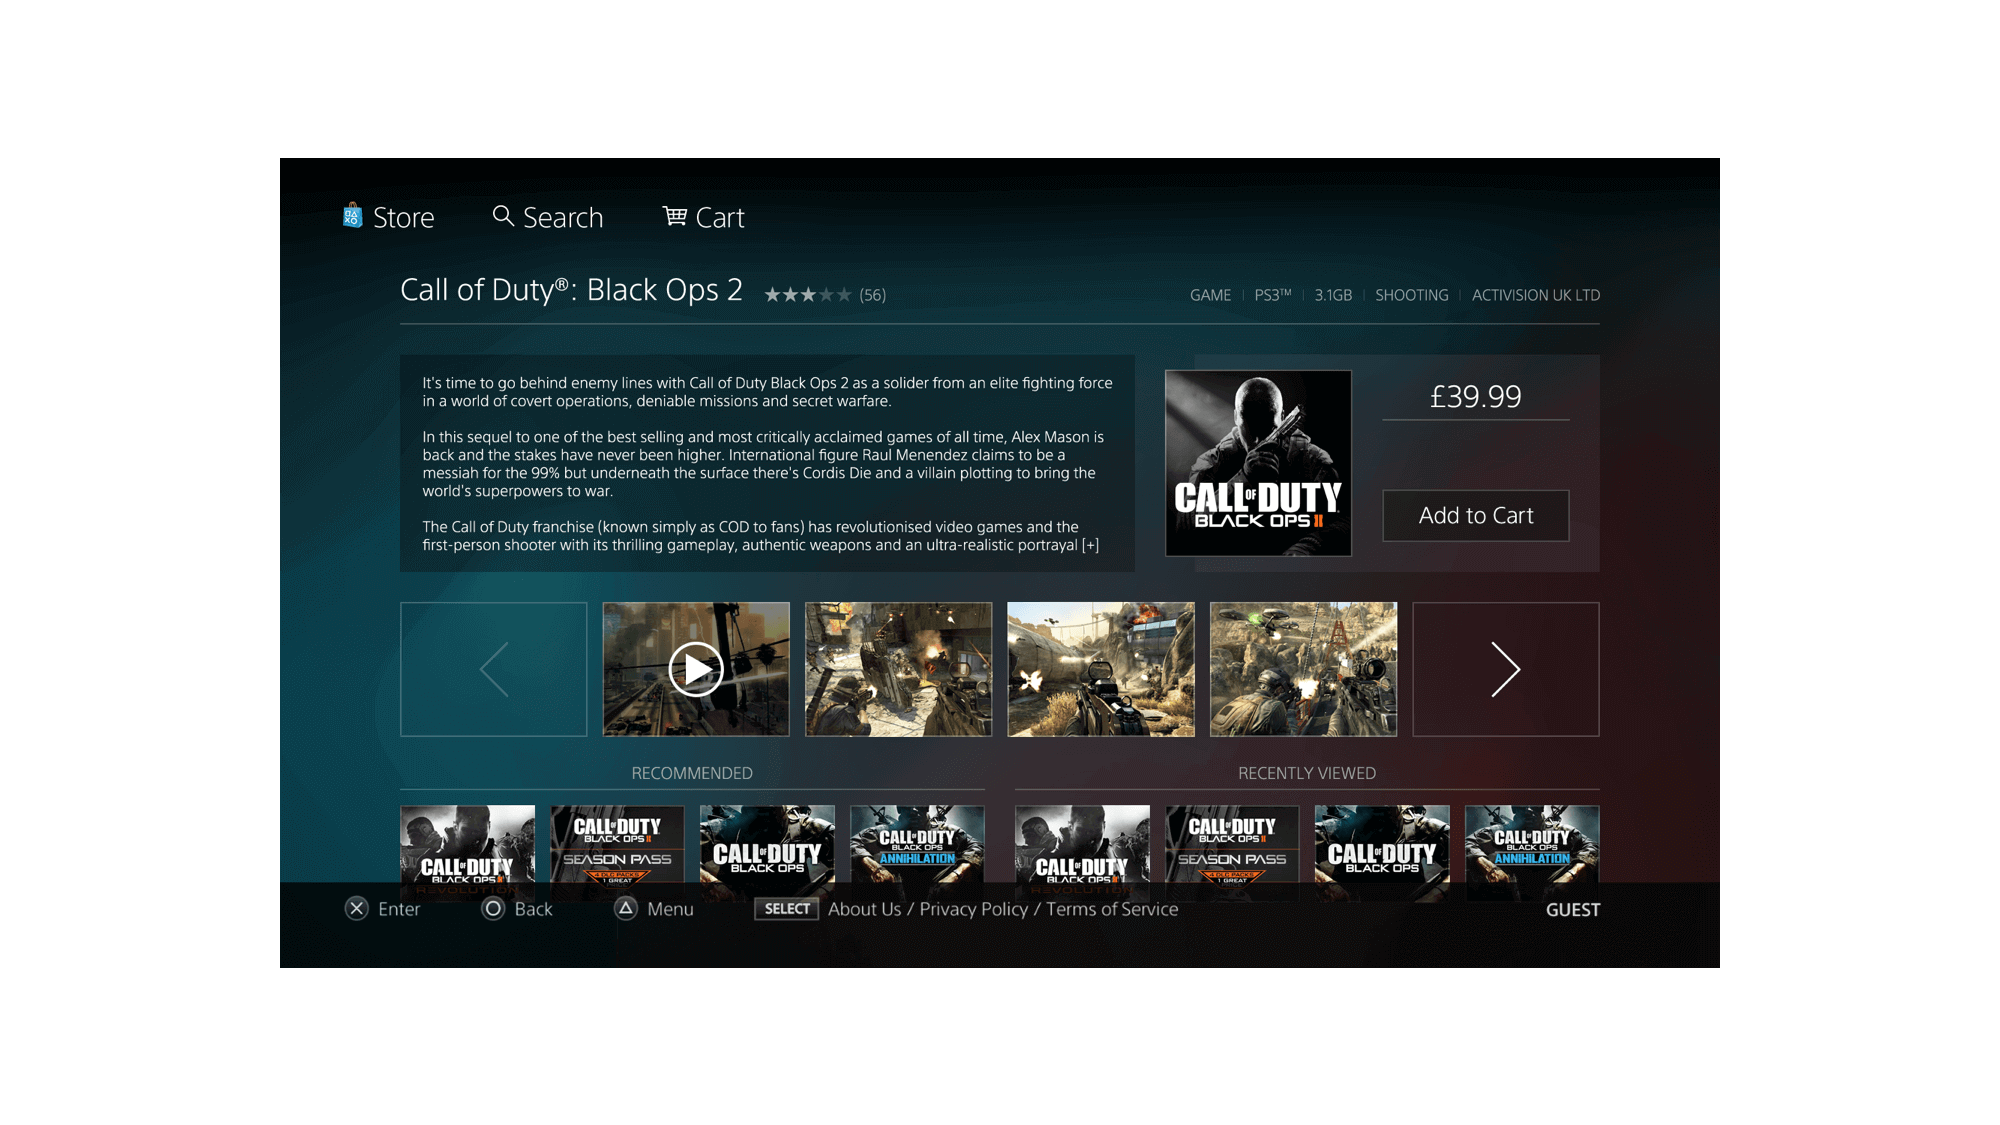 Store
Search
Cart
Call of Duty®: Black Ops 2
(56)
GAME | PS3™ | 3.1GB | SHOOTING | ACTIVISION UK LTD
It's time to go behind enemy lines with Call of Duty Black Ops 2 as a solider from an elite fighting force
in a world of covert operations, deniable missions and secret warfare.
In this sequel to one of the best selling and most critically acclaimed games of all time, Alex Mason is
back and the stakes have never been higher. International figure Raul Menendez claims to be a
messiah for the 99% but underneath the surface there's Cordis Die and a villain plotting to bring the
world's superpowers to war.
The Call of Duty franchise (known simply as COD to fans) has revolutionised video games and the
first-person shooter with its thrilling gameplay, authentic weapons and an ultra-realistic portrayal [+]
CALL OF DUTY
BLACK OPS II
£39.99
Add to Cart
RECOMMENDED
CALL OF DUTY
BLACK OPS II
REVOLUTION
CALL OF DUTY
BLACK OPS II
SEASON PASS
4 DLC PACKS
1 GREAT
CALL OF DUTY
BLACK OPS
CALL OF DUTY
BLACK OPS
ANNIHILATION
RECENTLY VIEWED
CALL OF DUTY
BLACK OPS II
REVOLUTION
CALL OF DUTY
BLACK OPS II
SEASON PASS
4 DLC PACKS
1 GREAT
CALL OF DUTY
BLACK OPS
CALL OF DUTY
BLACK OPS
ANNIHILATION
Enter
Back
Menu
SELECT About Us / Privacy Policy / Terms of Service
GUEST